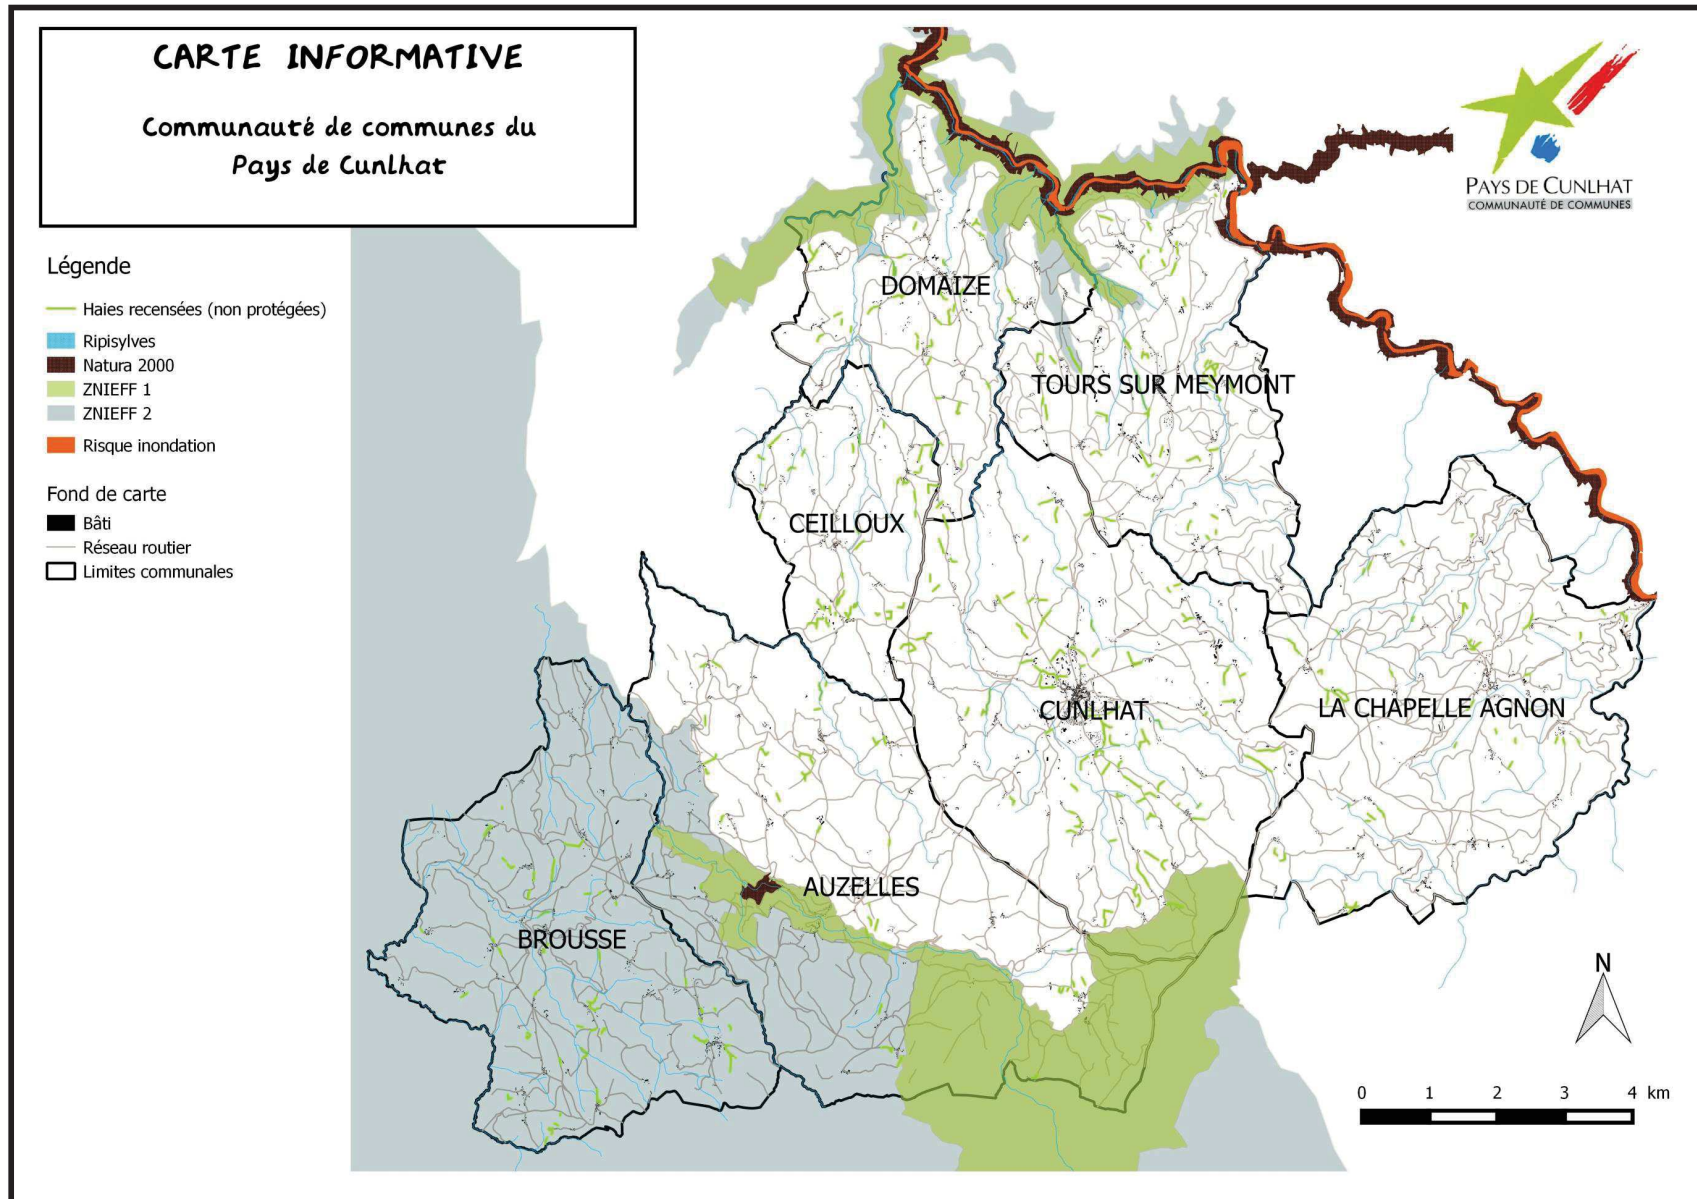 CARTE INFORMATIVE
Communauté de communes du
Pays de Cunlhat
PAYS DE CUNLHAT
COMMUNAUTÉ DE COMMUNES
Légende
Haies recensées (non protégées)
Ripisylves
Natura 2000
ZNIEFF 1
ZNIEFF 2
Risque inondation
Fond de carte
Bâti
Réseau routier
Limites communales
DOMAIZE
TOURS SUR MEYMONT
CEILLOUX
CUNLHAT
LA CHAPELLE AGNON
AUZELLES
BROUSSE
N
0 1 2 3 4 km